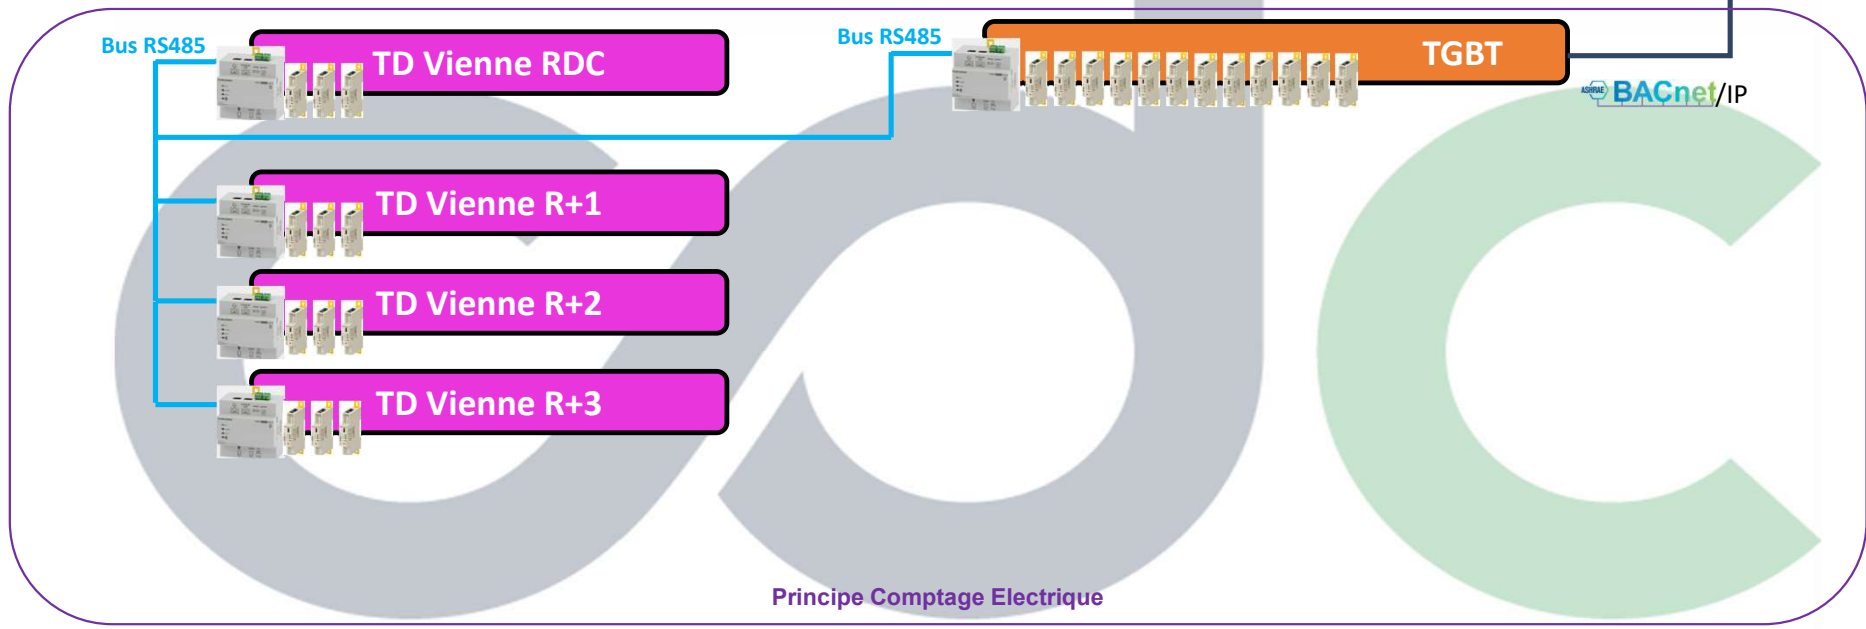 Bus RS485
TD Vienne RDC
Bus RS485
TGBT
ASHRAE BACnet/IP
TD Vienne R+1
TD Vienne R+2
TD Vienne R+3
Principe Comptage Electrique